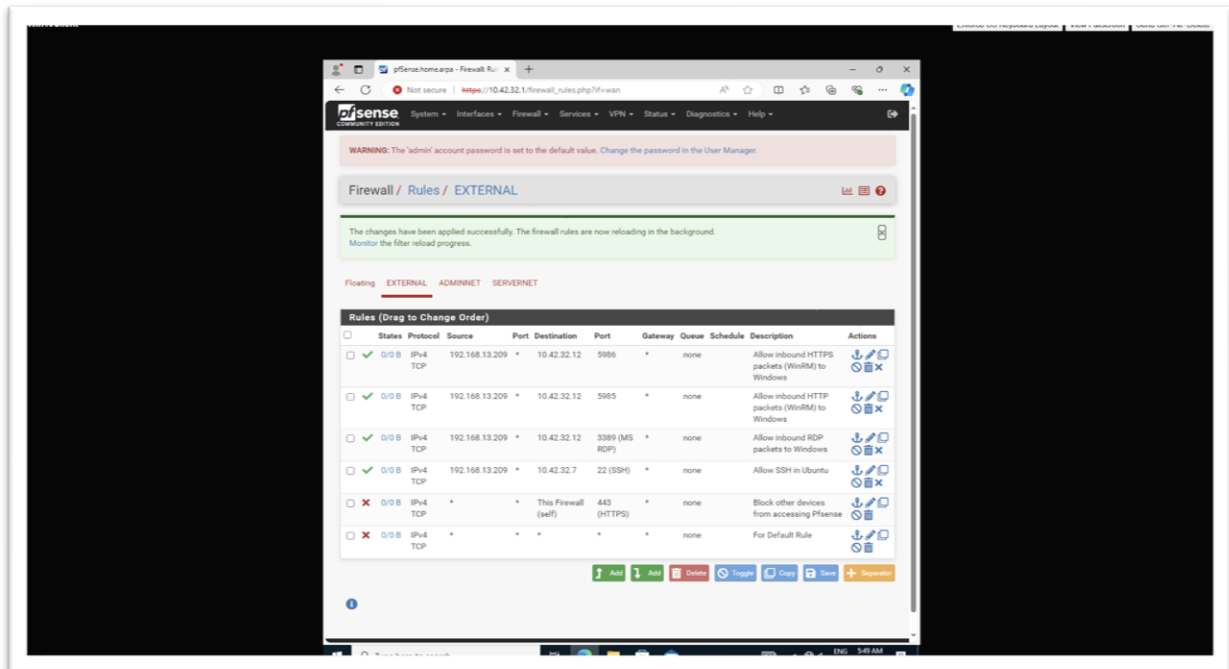 pfSense.home.arpa - Firewall: Rul
Not secure https://10.42.32.1/firewall_rules.php?if=wan
pfsense
COMMUNITY EDITION
System Interfaces Firewall Services VPN Status Diagnostics Help
WARNING: The 'admin' account password is set to the default value. Change the password in the User Manager.
Firewall / Rules / EXTERNAL
The changes have been applied successfully. The firewall rules are now reloading in the background.
Monitor the filter reload progress.
Floating EXTERNAL ADMINNET SERVERNET
Rules (Drag to Change Order)
States Protocol Source Port Destination Port Gateway Queue Schedule Description Actions
0/0 B IPv4 192.168.13.209 * 10.42.32.12 5986 * none Allow inbound HTTPS
TCP packets (WinRM) to
Windows
0/0 B IPv4 192.168.13.209 * 10.42.32.12 5985 * none Allow inbound HTTP
TCP packets (WinRM) to
Windows
0/0 B IPv4 192.168.13.209 * 10.42.32.12 3389 (MS * none Allow inbound RDP
TCP RDP) packets to Windows
0/0 B IPv4 192.168.13.209 * 10.42.32.7 22 (SSH) * none Allow SSH in Ubuntu
TCP
0/0 B IPv4 * * This Firewall 443 * none Block other devices
TCP (self) (HTTPS) from accessing Pfsense
0/0 B IPv4 * * * * * none For Default Rule
TCP
Add Add Delete Toggle Copy Save Separator
ENG 5:49 AM